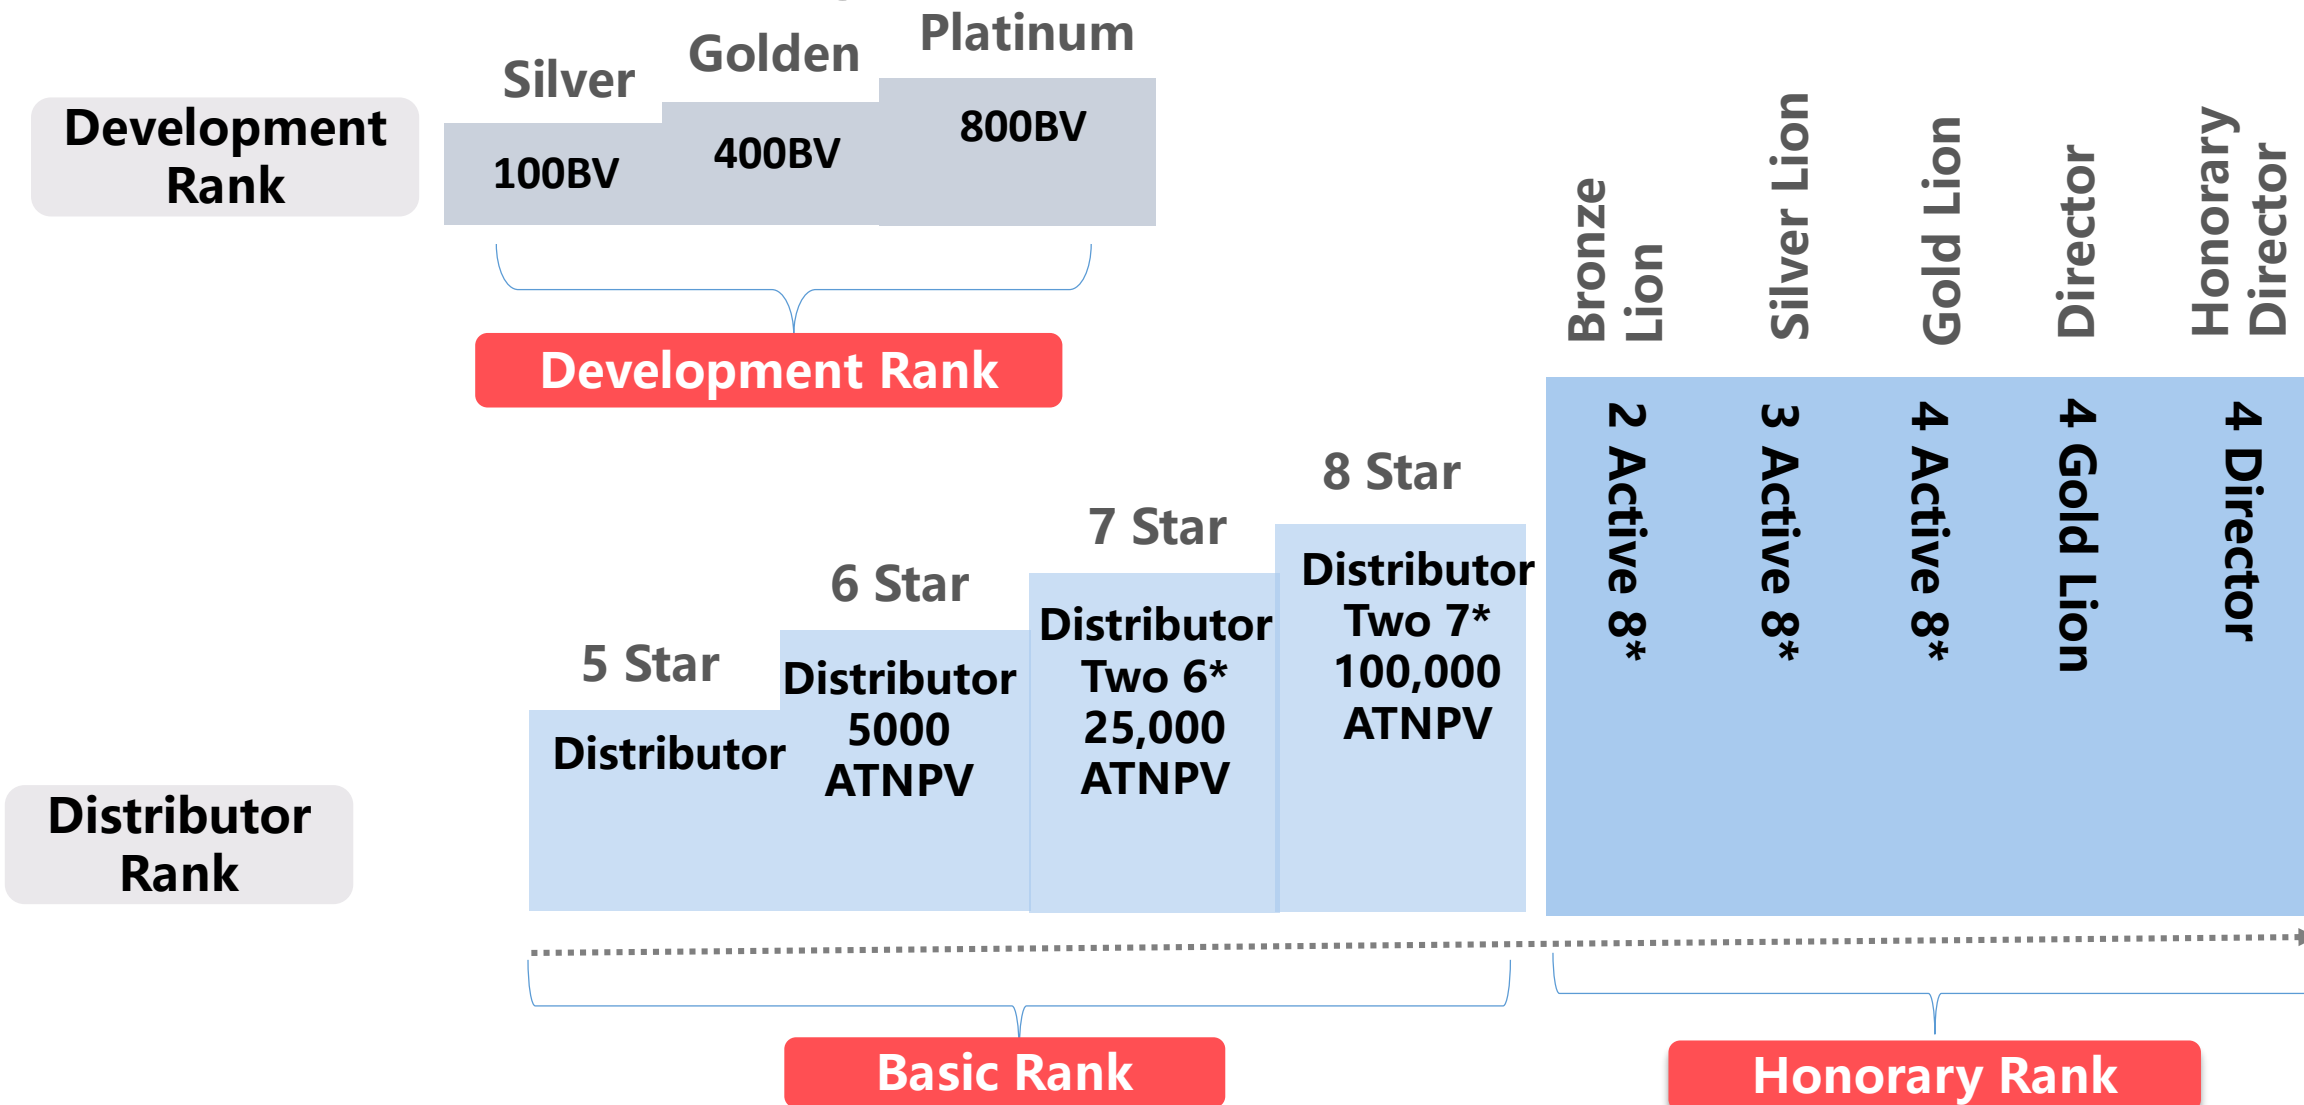 Platinum
Golden
Silver
Development
Rank
100BV
400BV
800BV
Development Rank
Bronze
Lion
Silver Lion
Gold Lion
Director
Honorary
Director
2 Active 8*
3 Active 8*
4 Active 8*
4 Gold Lion
4 Director
8 Star
7 Star
6 Star
5 Star
Distributor
Distributor
5000
ATNPV
Distributor
Two 6*
25,000
ATNPV
Distributor
Two 7*
100,000
ATNPV
Distributor
Rank
Basic Rank
Honorary Rank